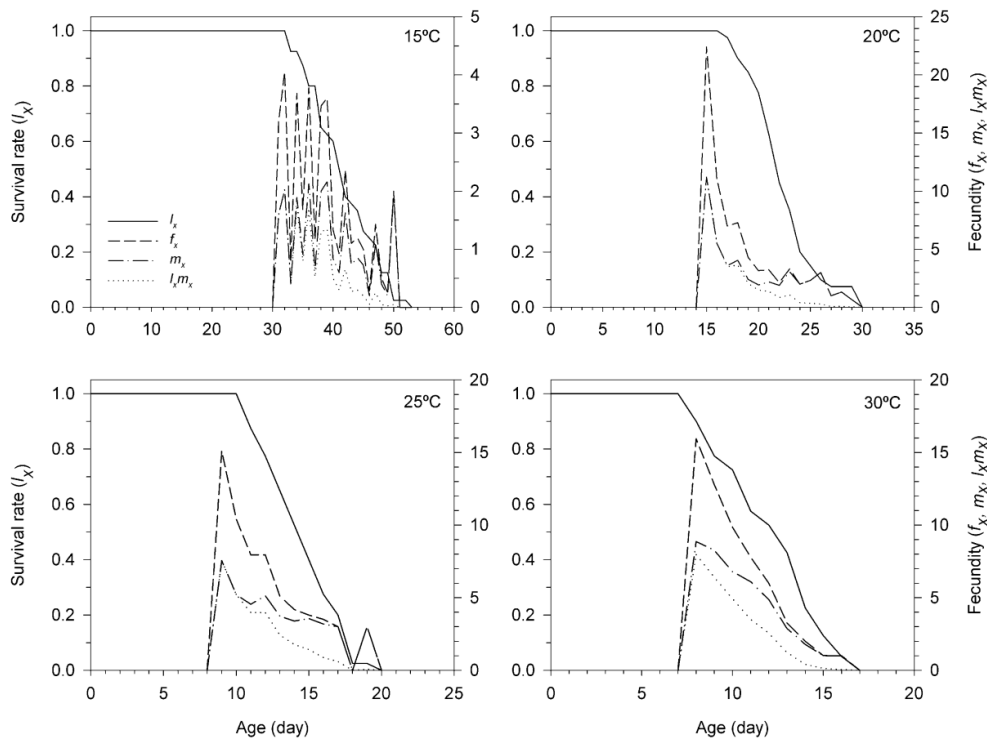 15ºC
Survival rate (lx)
1.0
0.8
0.6
0.4
0.2
0.0
lx
fx
mx
lxmx
5
4
3
2
1
0
0 10 20 30 40 50 60
20ºC
1.0
0.8
0.6
0.4
0.2
0.0
25
20
15
10
5
0
Fecundity (fx, mx, lxmx)
0 5 10 15 20 25 30 35
25ºC
Survival rate (lx)
1.0
0.8
0.6
0.4
0.2
0.0
20
15
10
5
0
0 5 10 15 20 25
Age (day)
30ºC
1.0
0.8
0.6
0.4
0.2
0.0
20
15
10
5
0
Fecundity (fx, mx, lxmx)
0 5 10 15 20
Age (day)